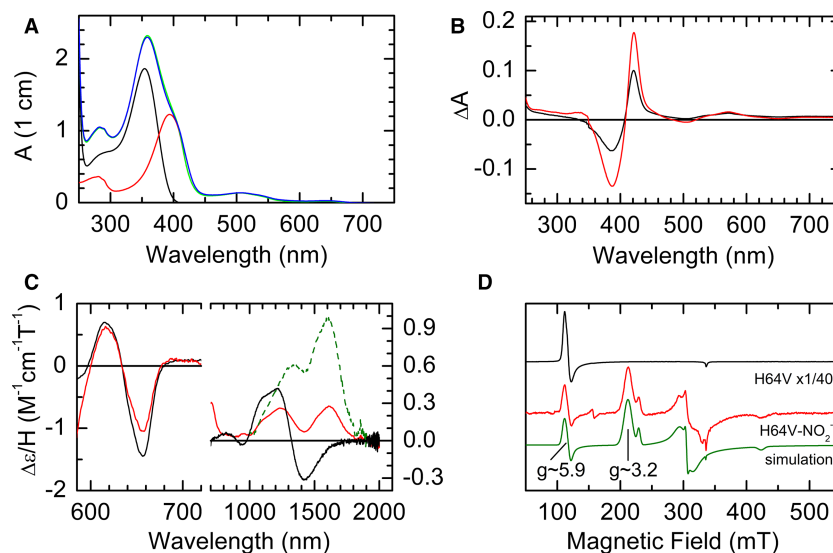 A
B
A (1 cm)
2
1
0
300 400 500 600 700
Wavelength (nm)
ΔA
0.2
0.1
0.0
-0.1
300 400 500 600 700
Wavelength (nm)
C
D
Δε/H (M⁻¹cm⁻¹T⁻¹)
1
0
-1
-2
0.9
0.6
0.3
0.0
-0.3
600 700 1000 1500 2000
Wavelength (nm)
H64V x1/40
H64V-NO₂⁻
simulation
g~5.9
g~3.2
100 200 300 400 500
Magnetic Field (mT)